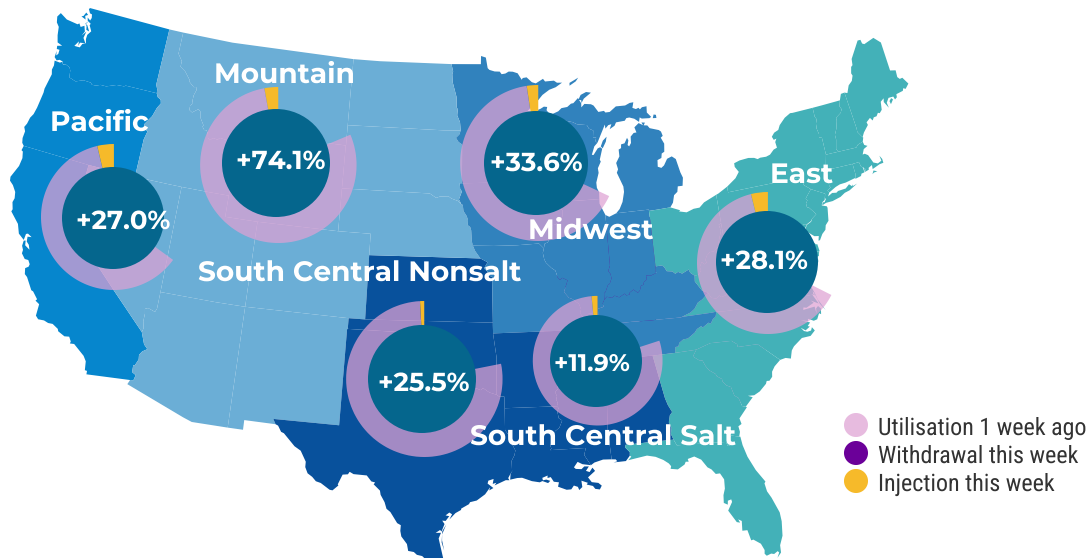 Mountain
Pacific
+74.1%
+33.6%
East
+27.0%
Midwest
+28.1%
South Central Nonsalt
+25.5%
+11.9%
South Central Salt
Utilisation 1 week ago
Withdrawal this week
Injection this week